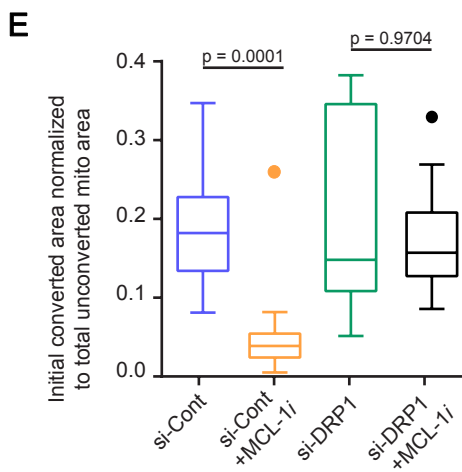 E
p = 0.0001
p = 0.9704
Initial converted area normalized
to total unconverted mito area
0.4
0.3
0.2
0.1
0.0
si-Cont
si-Cont
+MCL-1i
si-DRP1
si-DRP1
+MCL-1i